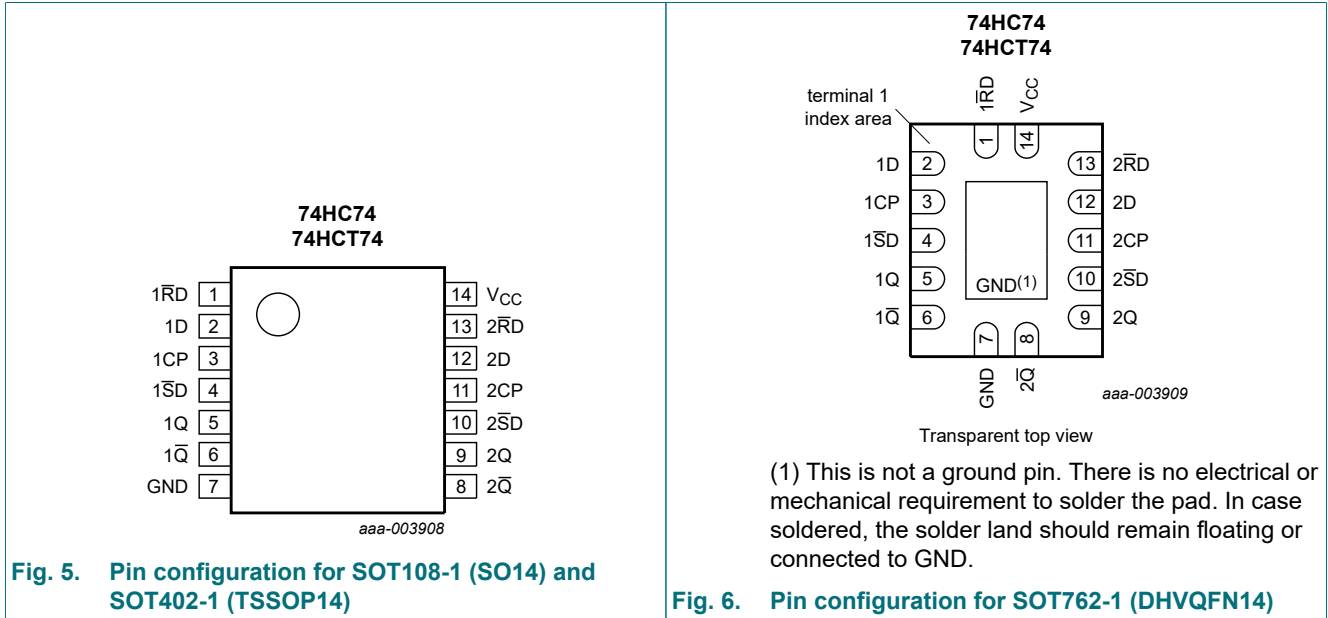 74HC74
74HCT74
1R̅D 1
1D 2
1CP 3
1S̅D 4
1Q 5
1Q̅ 6
GND 7
14 VCC
13 2R̅D
12 2D
11 2CP
10 2S̅D
9 2Q
8 2Q̅
aaa-003908
Fig. 5. Pin configuration for SOT108-1 (SO14) and
SOT402-1 (TSSOP14)
74HC74
74HCT74
terminal 1
index area
1R̅D
VCC
1
14
1D 2
1CP 3
1S̅D 4
1Q 5
1Q̅ 6
13 2R̅D
12 2D
11 2CP
10 2S̅D
9 2Q
GND(1)
7
8
GND
2Q̅
aaa-003909
Transparent top view
(1) This is not a ground pin. There is no electrical or
mechanical requirement to solder the pad. In case
soldered, the solder land should remain floating or
connected to GND.
Fig. 6. Pin configuration for SOT762-1 (DHVQFN14)